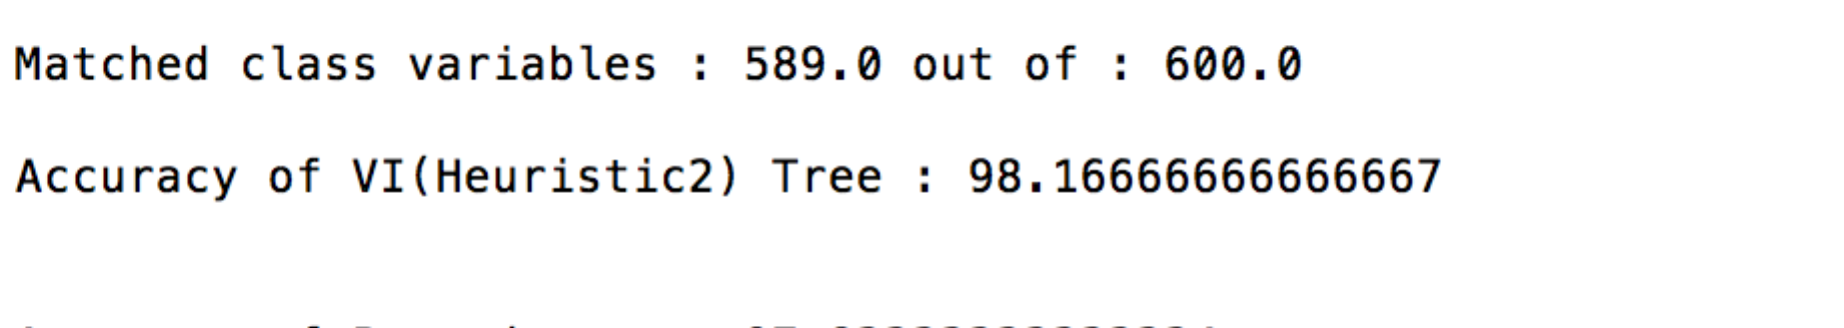 Matched class variables : 589.0 out of : 600.0
Accuracy of VI(Heuristic2) Tree : 98.16666666666667